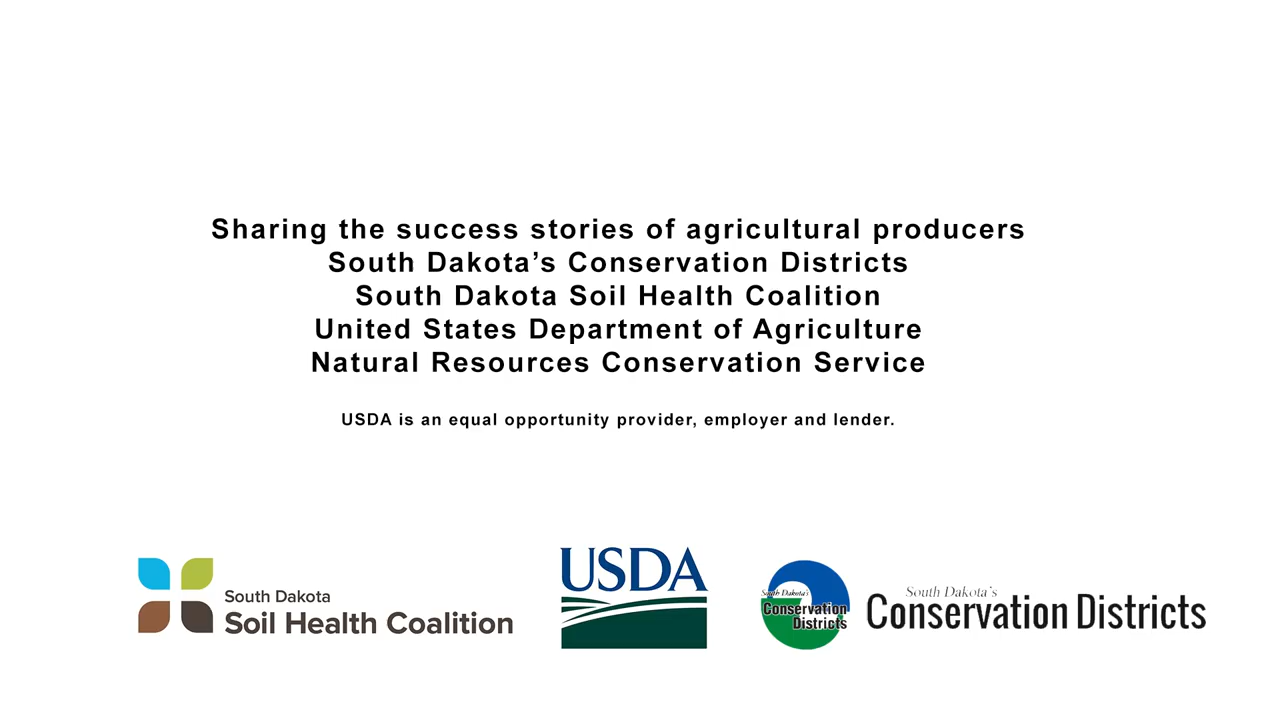 Sharing the success stories of agricultural producers
South Dakota’s Conservation Districts
South Dakota Soil Health Coalition
United States Department of Agriculture
Natural Resources Conservation Service
USDA is an equal opportunity provider, employer and lender.
South Dakota
Soil Health Coalition
USDA
South Dakota's
Conservation
Districts
South Dakota's
Conservation Districts